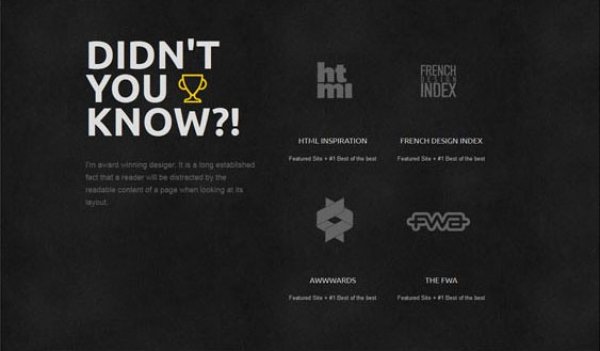 DIDN'T
YOU
KNOW?!
I'm award winning desiger. It is a long established
fact that a reader will be distrected by the
readable content of a page when looking at its
layout.
ht
ml
FRENCH
DESIGN
INDEX
HTML INSPIRATION
FRENCH DESIGN INDEX
Featured Site + #1 Best of the best
Featured Site + #1 Best of the best
FWA
AWWWARDS
THE FWA
Featured Site + #1 Best of the best
Featured Site + #1 Best of the best